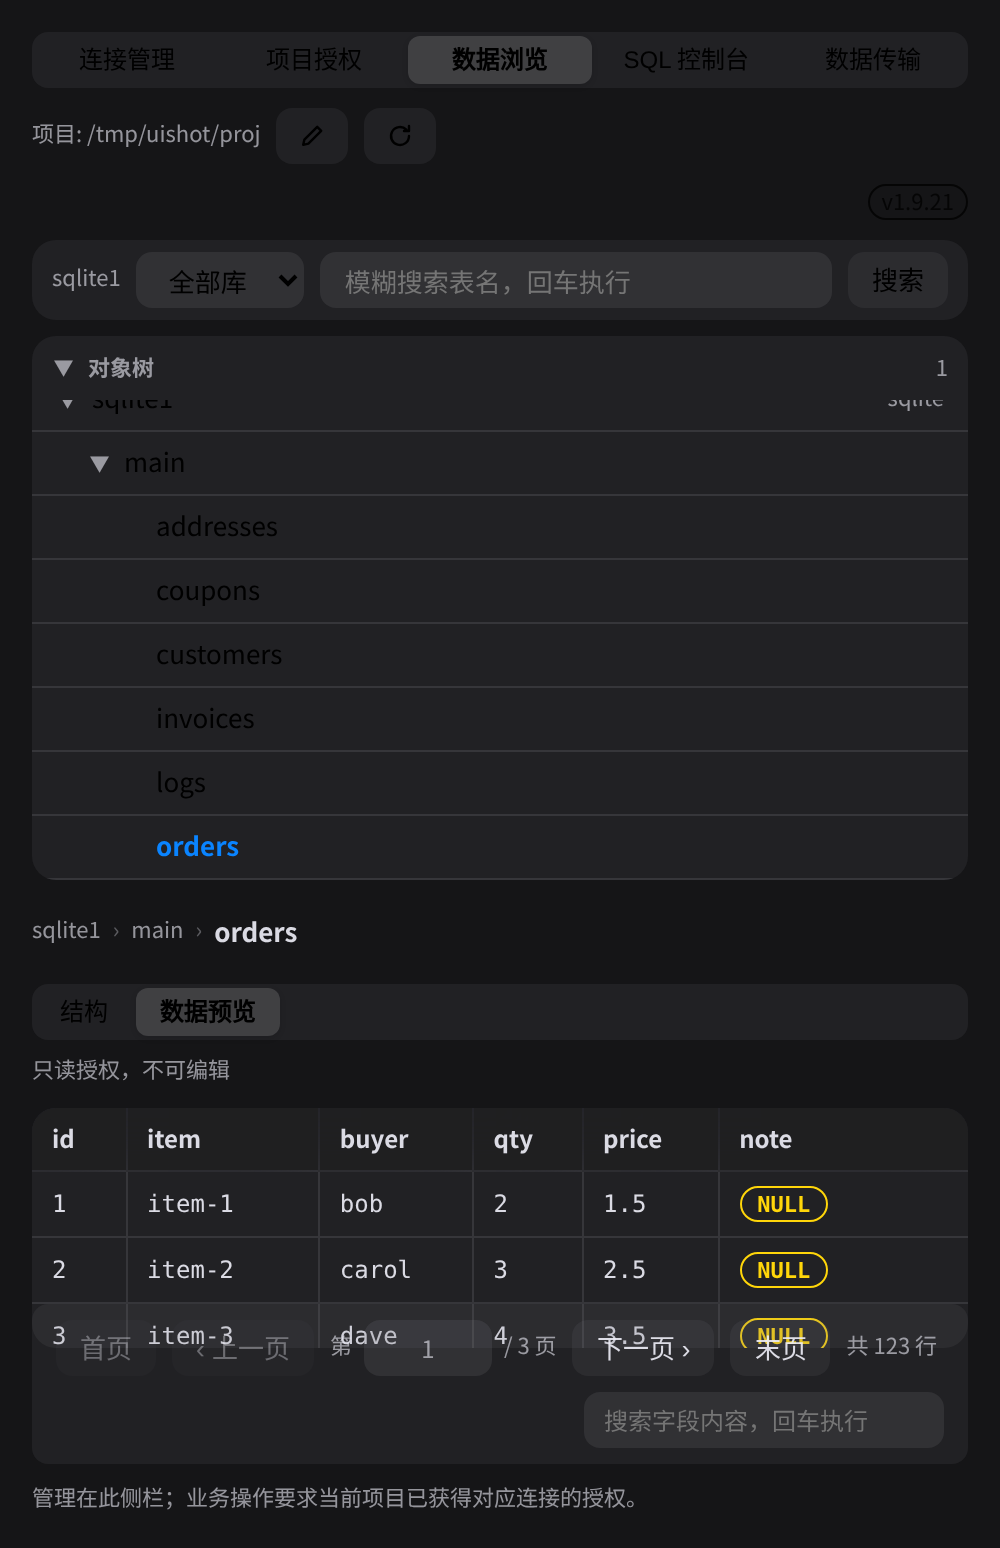 连接管理 项目授权 数据浏览 SQL 控制台 数据传输
项目: /tmp/uishot/proj
v1.9.21
sqlite1 全部库 模糊搜索表名，回车执行 搜索
▼ 对象树 1
▼ sqlite1 sqlite
▼ main
addresses
coupons
customers
invoices
logs
orders
sqlite1 › main › orders
结构 数据预览
只读授权，不可编辑
id item buyer qty price note
1 item-1 bob 2 1.5 NULL
2 item-2 carol 3 2.5 NULL
3 item-3 dave 4 3.5 NULL
首页 ‹ 上一页 第 1 / 3 页 下一页 › 末页 共 123 行
搜索字段内容，回车执行
管理在此侧栏；业务操作要求当前项目已获得对应连接的授权。